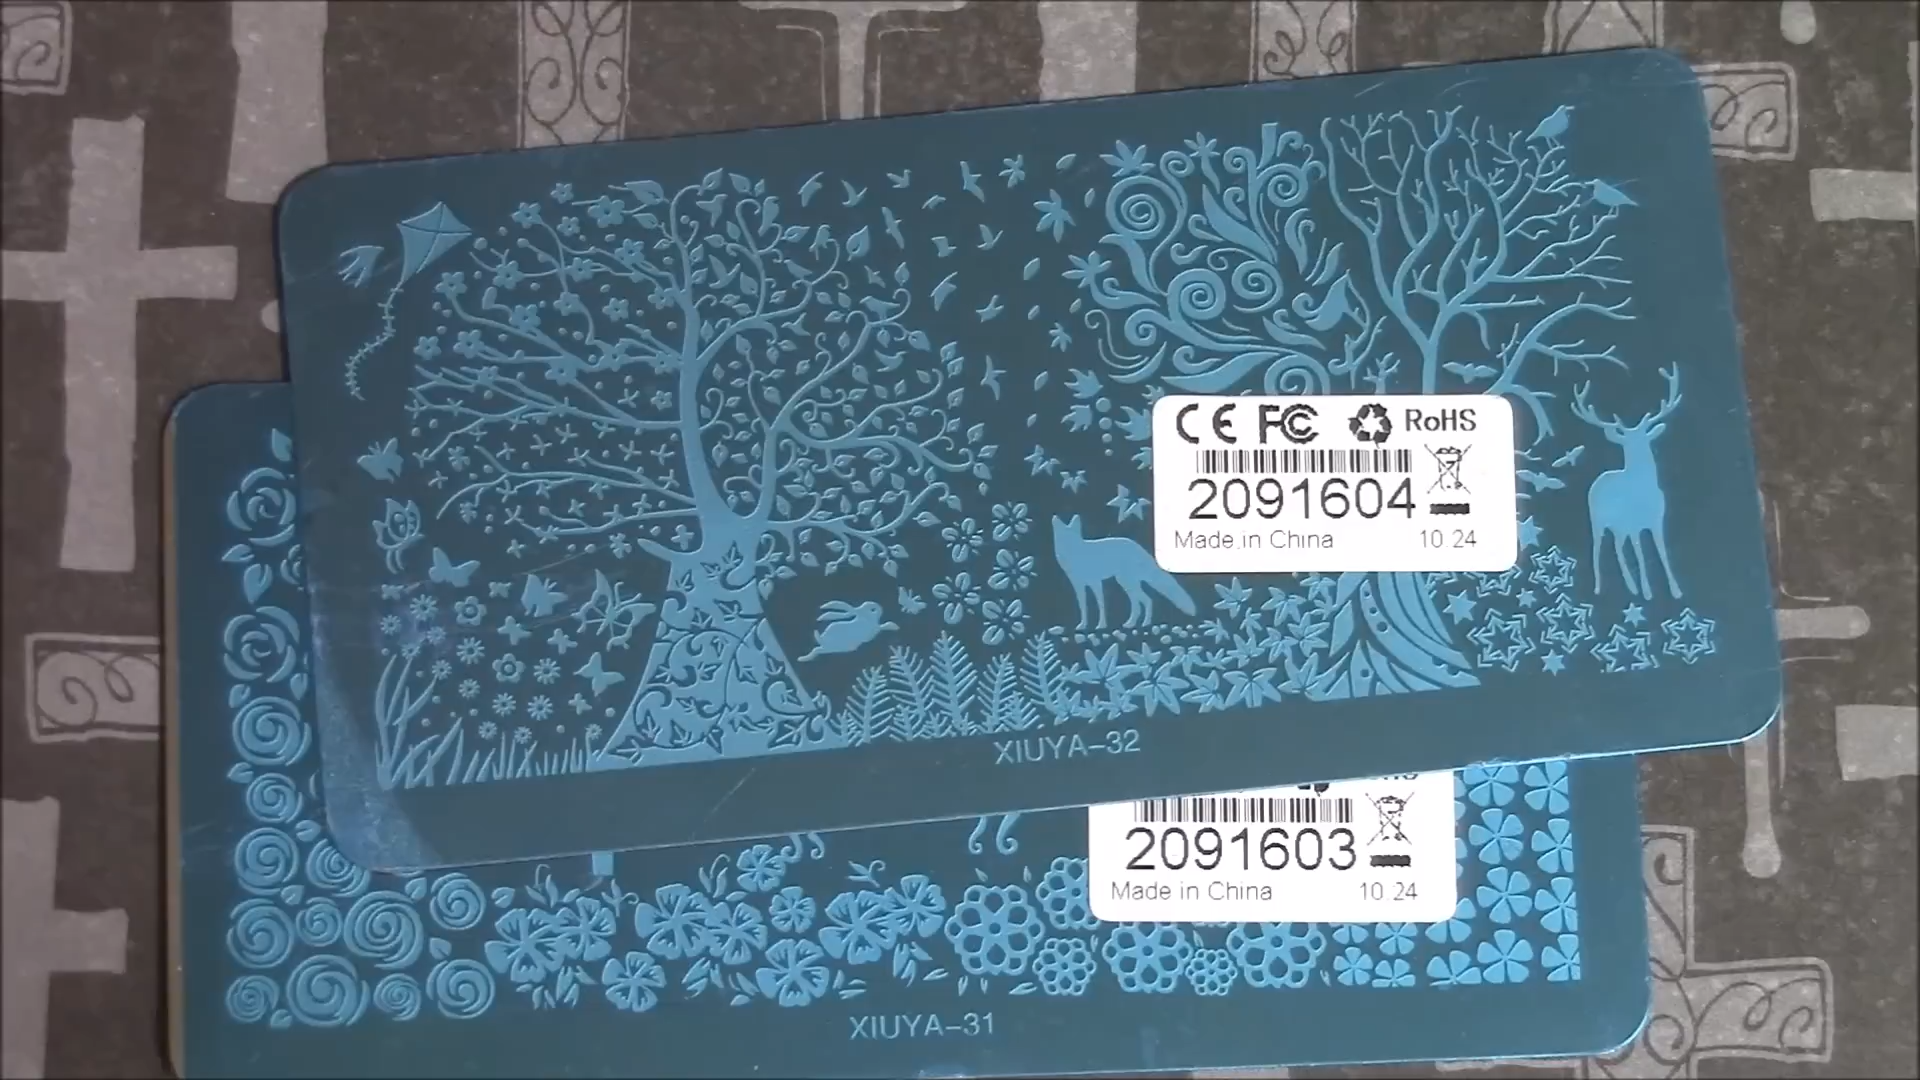 CE FC RoHS
2091604
Made in China 10 24
XIUYA-32
2091603
Made in China 10.24
XIUYA-31